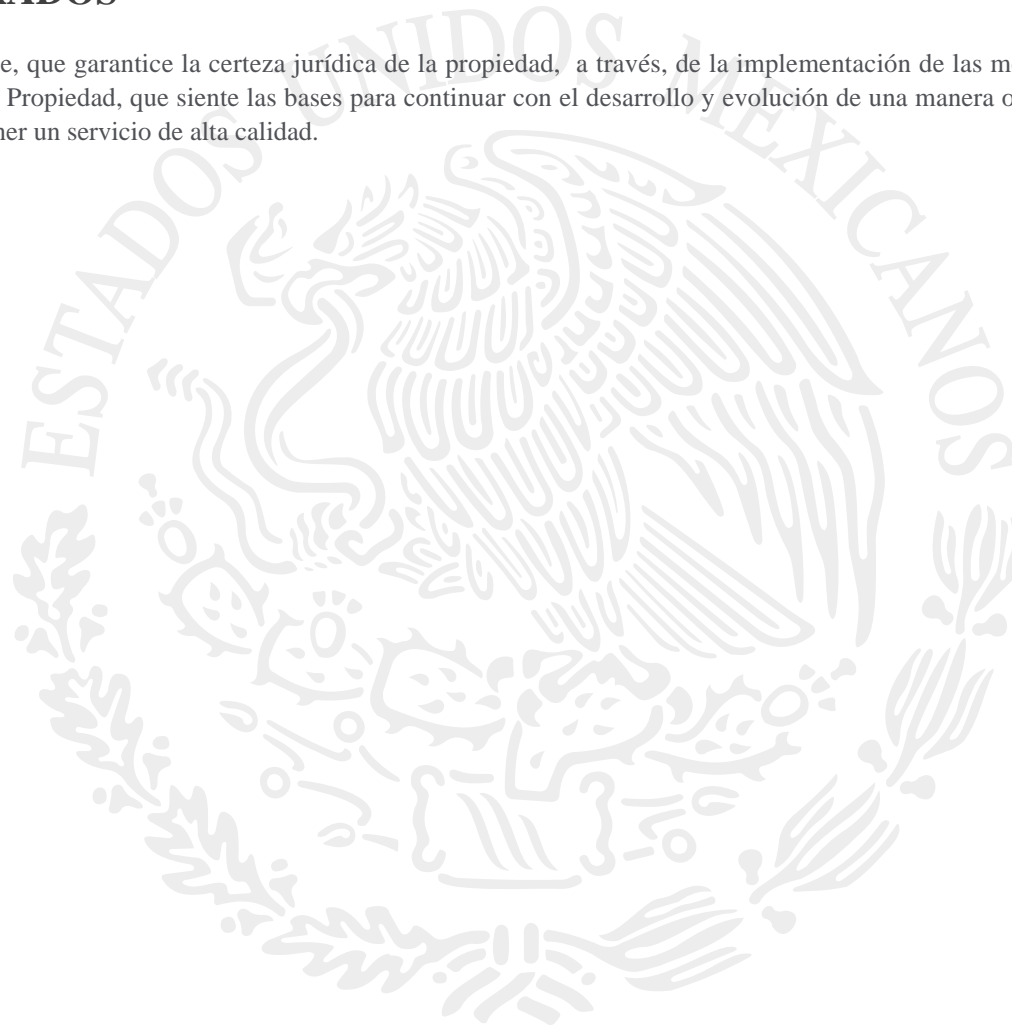 e, que garantice la certeza jurídica de la propiedad, a través, de la implementación de las m
Propiedad, que siente las bases para continuar con el desarrollo y evolución de una manera o
ner un servicio de alta calidad.
ESTADOS UNIDOS MEXICANOS